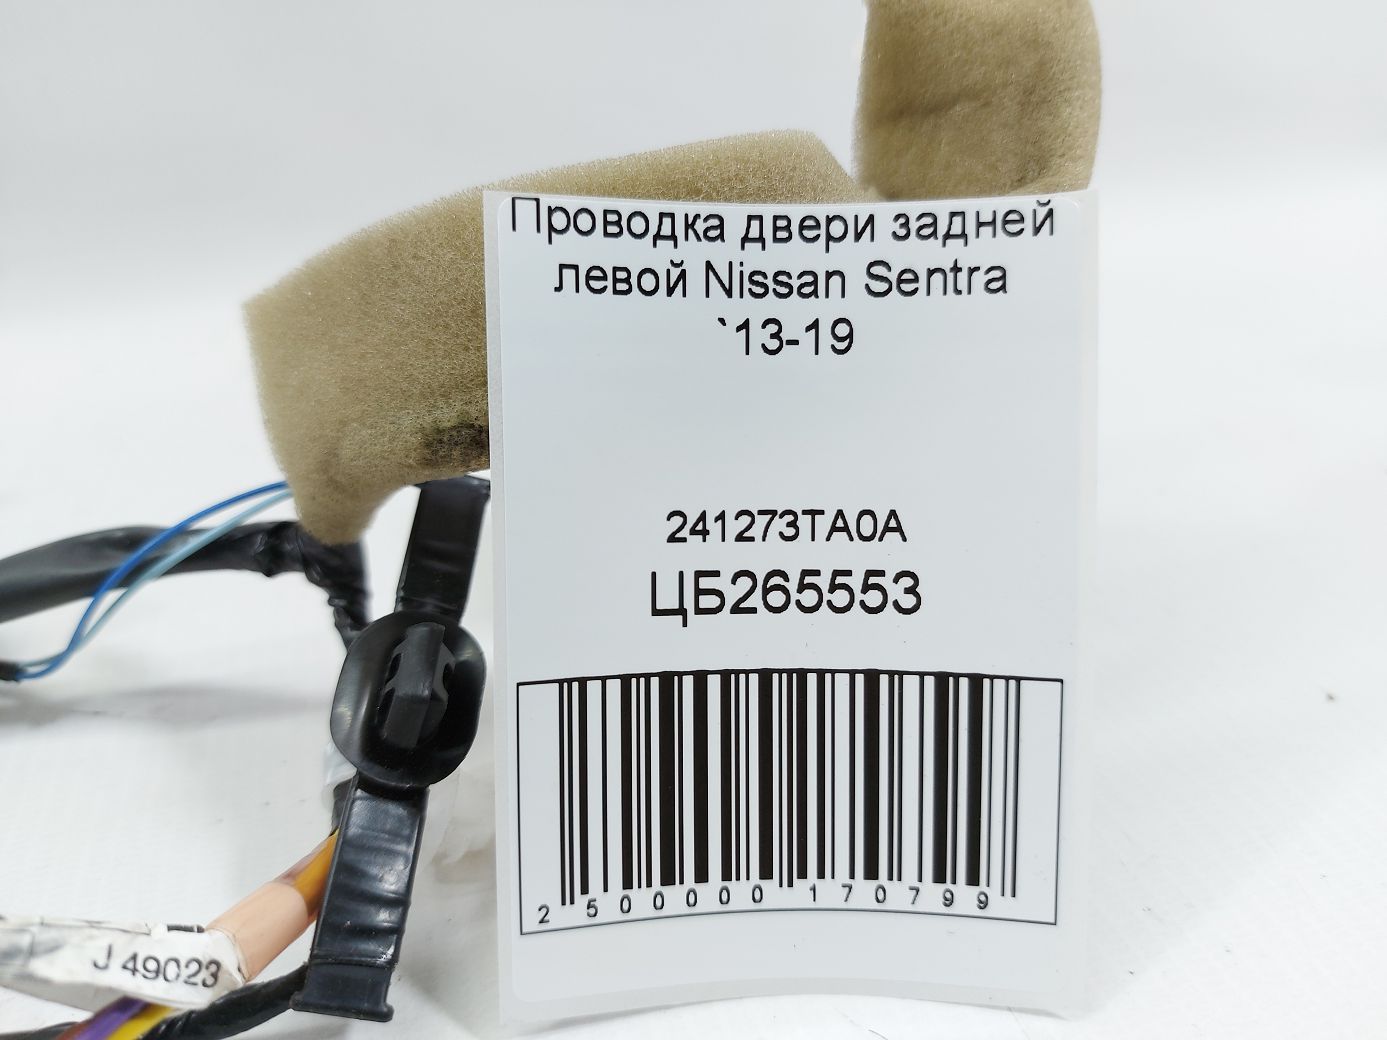 Проводка двери задней
левой Nissan Sentra
`13-19
241273TA0A
ЦБ265553
2 500000 170799
J 49023